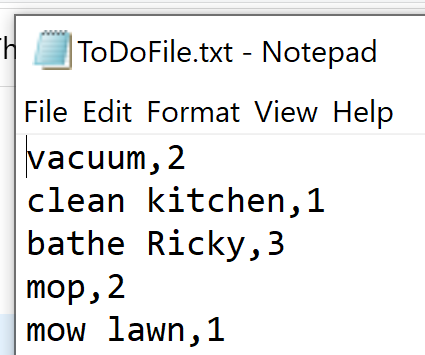 ToDoFile.txt - Notepad
File Edit Format View Help
vacuum,2
clean kitchen,1
bathe Ricky,3
mop,2
mow lawn,1